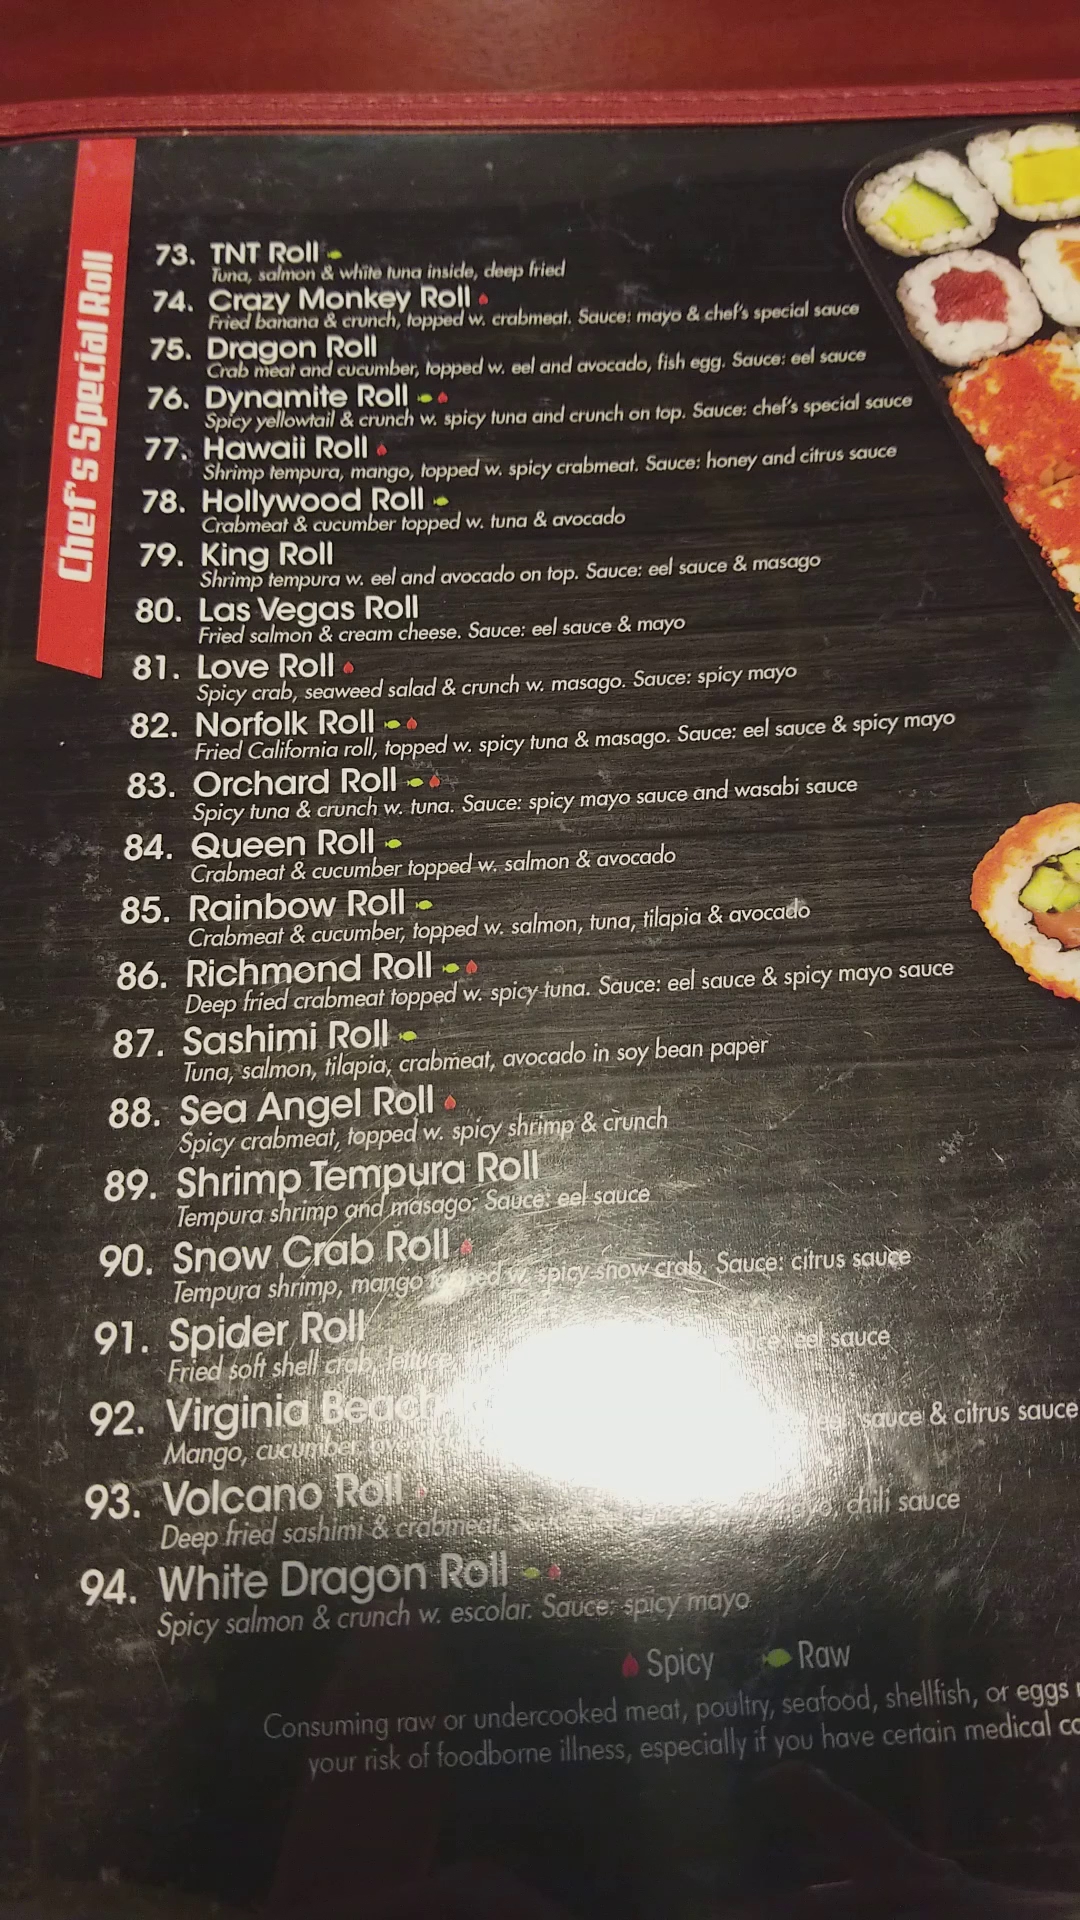 Chef's Special Roll
73. TNT Roll
Tuna, salmon & white tuna inside, deep fried
74. Crazy Monkey Roll
Fried banana & crunch, topped w. crabmeat. Sauce: mayo & chef's special sauce
75. Dragon Roll
Crab meat and cucumber, topped w. eel and avocado, fish egg. Sauce: eel sauce
76. Dynamite Roll
Spicy yellowtail & crunch w. spicy tuna and crunch on top. Sauce: chef's special sauce
77. Hawaii Roll
Shrimp tempura, mango, topped w. spicy crabmeat. Sauce: honey and citrus sauce
78. Hollywood Roll
Crabmeat & cucumber topped w. tuna & avocado
79. King Roll
Shrimp tempura w. eel and avocado on top. Sauce: eel sauce & masago
80. Las Vegas Roll
Fried salmon & cream cheese. Sauce: eel sauce & mayo
81. Love Roll
Spicy crab, seaweed salad & crunch w. masago. Sauce: spicy mayo
82. Norfolk Roll
Fried California roll, topped w. spicy tuna & masago. Sauce: eel sauce & spicy mayo
83. Orchard Roll
Spicy tuna & crunch w. tuna. Sauce: spicy mayo sauce and wasabi sauce
84. Queen Roll
Crabmeat & cucumber topped w. salmon & avocado
85. Rainbow Roll
Crabmeat & cucumber, topped w. salmon, tuna, tilapia & avocado
86. Richmond Roll
Deep fried crabmeat topped w. spicy tuna. Sauce: eel sauce & spicy mayo sauce
87. Sashimi Roll
Tuna, salmon, tilapia, crabmeat, avocado in soy bean paper
88. Sea Angel Roll
Spicy crabmeat, topped w. spicy shrimp & crunch
89. Shrimp Tempura Roll
Tempura shrimp and masago. Sauce: eel sauce
90. Snow Crab Roll
Tempura shrimp, mango topped w. spicy snow crab. Sauce: citrus sauce
91. Spider Roll
Fried soft shell crab, lettuce eel sauce
92. Virginia Beach
Mango, cucumber sauce & citrus sauce
93. Volcano Roll
Deep fried sashimi & crabmeat. chili sauce
94. White Dragon Roll
Spicy salmon & crunch w. escolar. Sauce: spicy mayo
Spicy Raw
Consuming raw or undercooked meat, poultry, seafood, shellfish, or eggs
your risk of foodborne illness, especially if you have certain medical